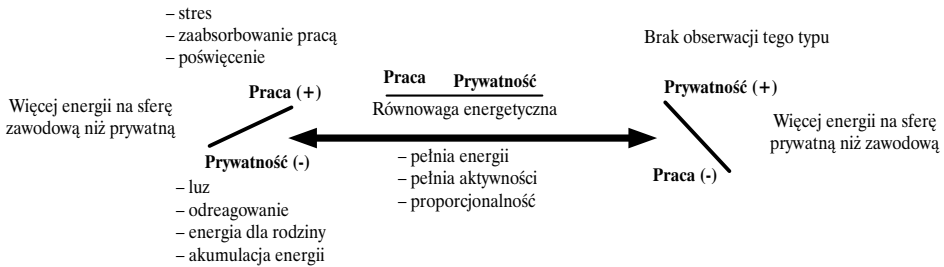 – stres
– zaabsorbowanie pracą
– poświęcenie
Praca (+)
Więcej energii na sferę
zawodową niż prywatną
Prywatność (-)
– luz
– odreagowanie
– energia dla rodziny
– akumulacja energii
Praca Prywatność
Równowaga energetyczna
– pełnia energii
– pełnia aktywności
– proporcjonalność
Brak obserwacji tego typu
Prywatność (+)
Więcej energii na sferę
prywatną niż zawodową
Praca (-)